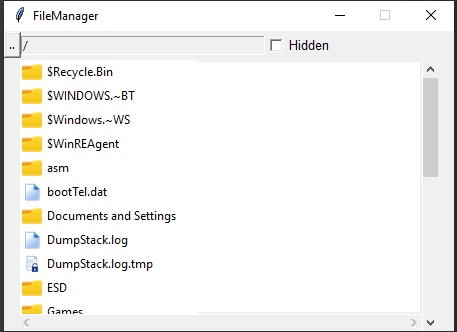 FileManager
.. / Hidden
$Recycle.Bin
$WINDOWS.~BT
$Windows.~WS
$WinREAgent
asm
bootTel.dat
Documents and Settings
DumpStack.log
DumpStack.log.tmp
ESD
Games